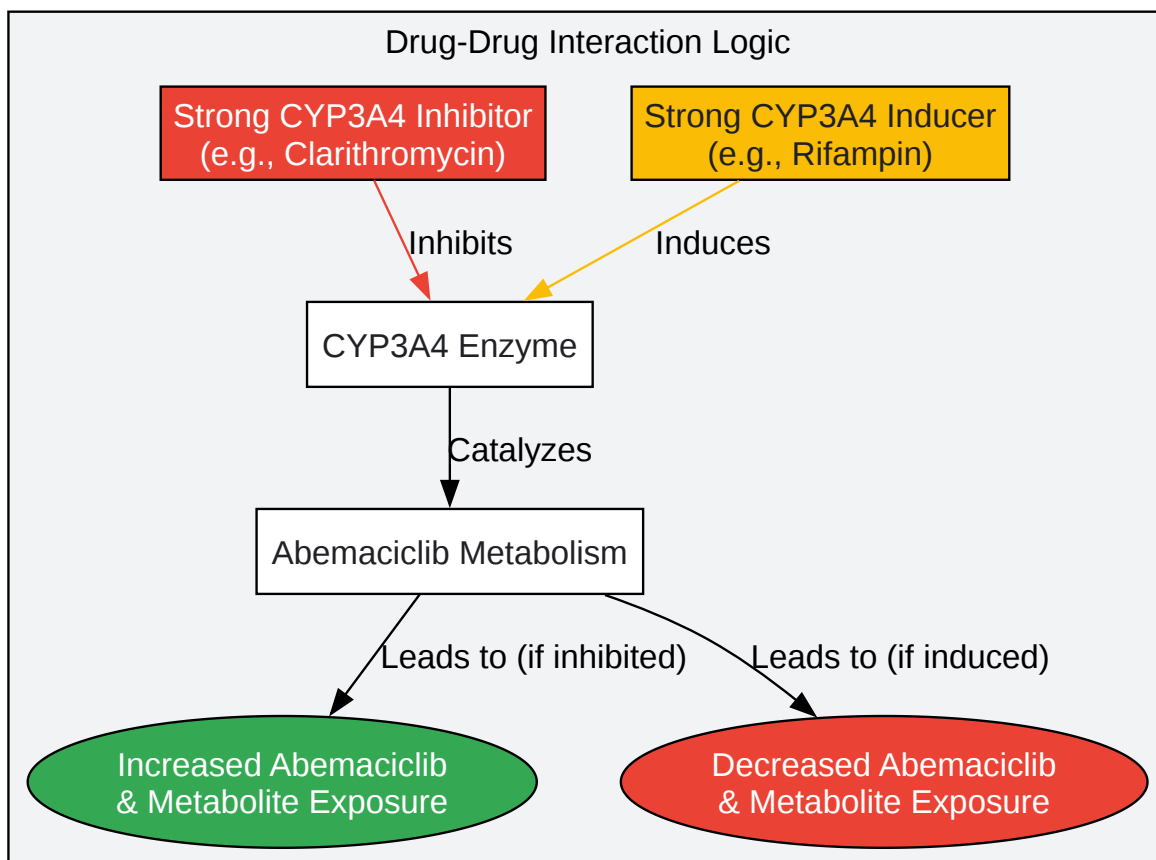 Drug-Drug Interaction Logic
Strong CYP3A4 Inhibitor
(e.g., Clarithromycin)
Strong CYP3A4 Inducer
(e.g., Rifampin)
Inhibits
Induces
CYP3A4 Enzyme
Catalyzes
Abemaciclib Metabolism
Leads to (if inhibited)
Leads to (if induced)
Increased Abemaciclib
& Metabolite Exposure
Decreased Abemaciclib
& Metabolite Exposure